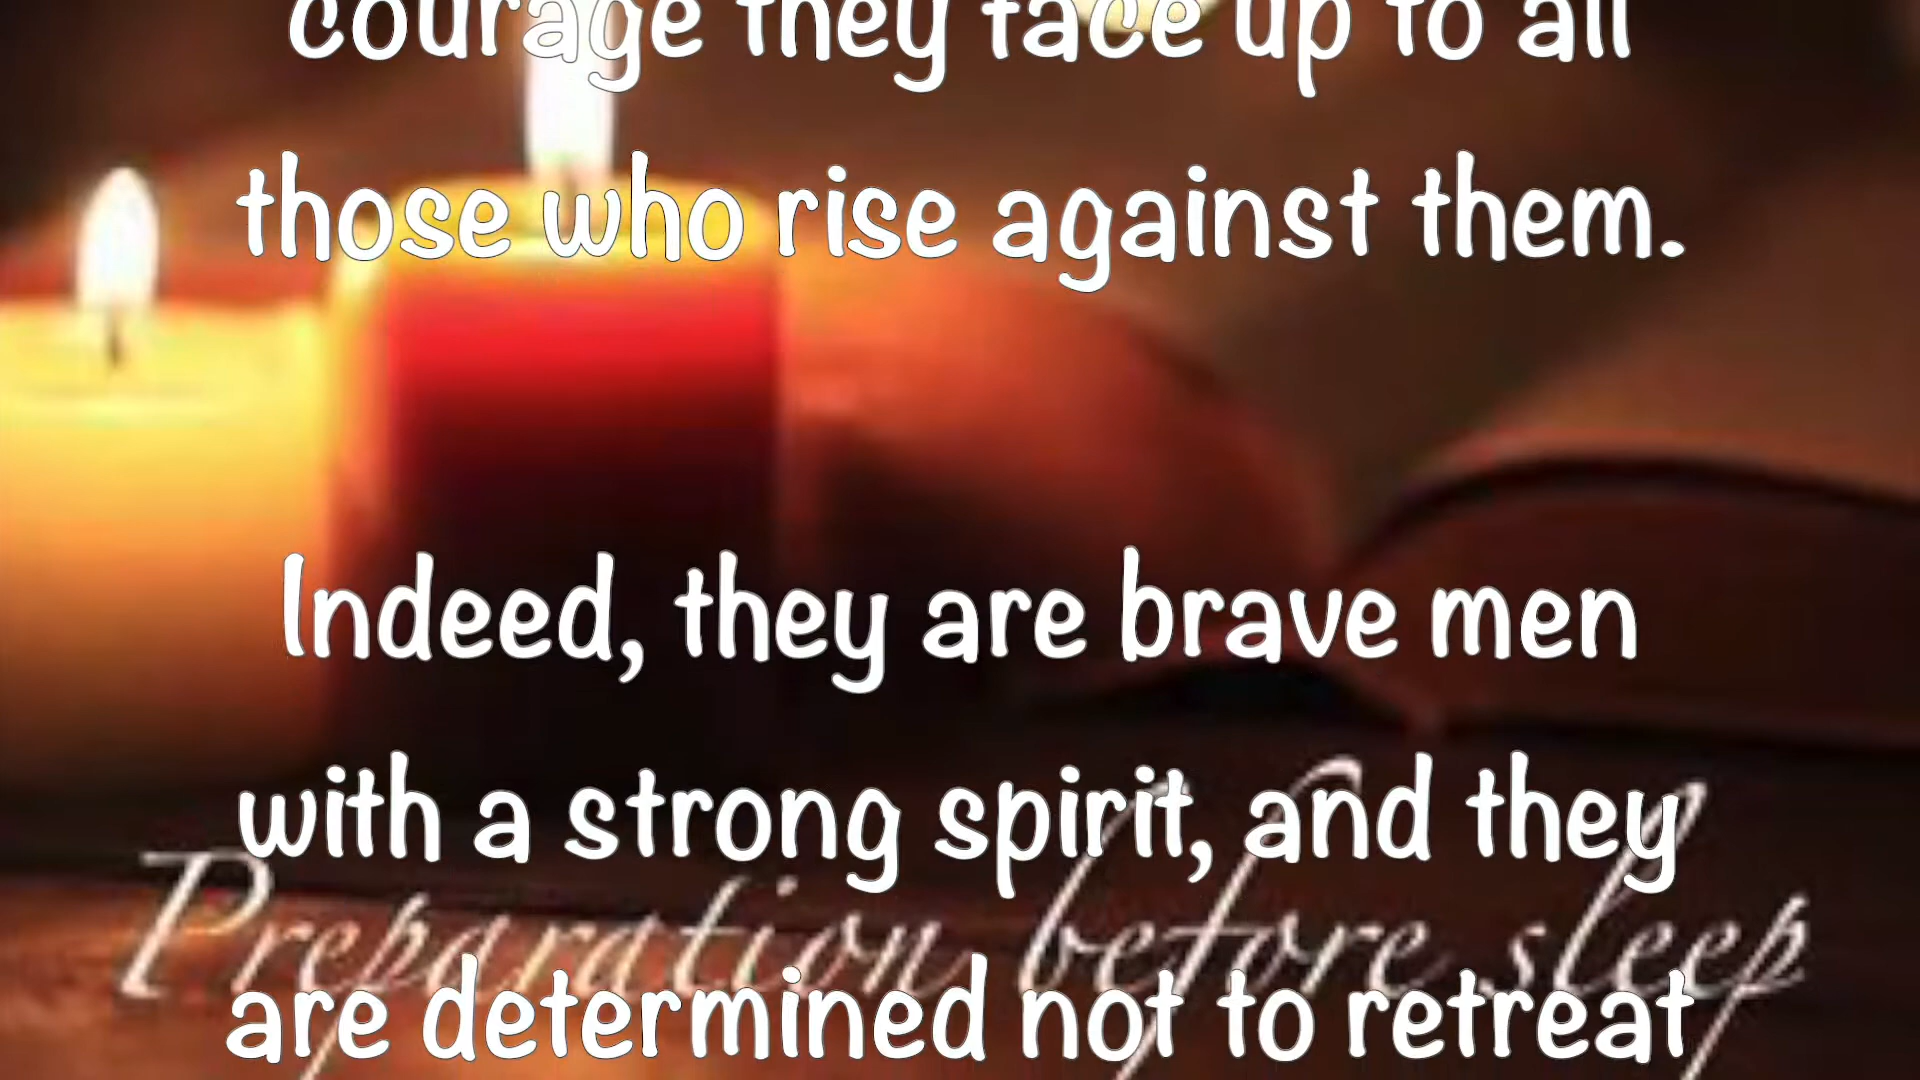 courage they face up to all
those who rise against them.
Indeed, they are brave men
with a strong spirit, and they
Preparation before sleep
are determined not to retreat